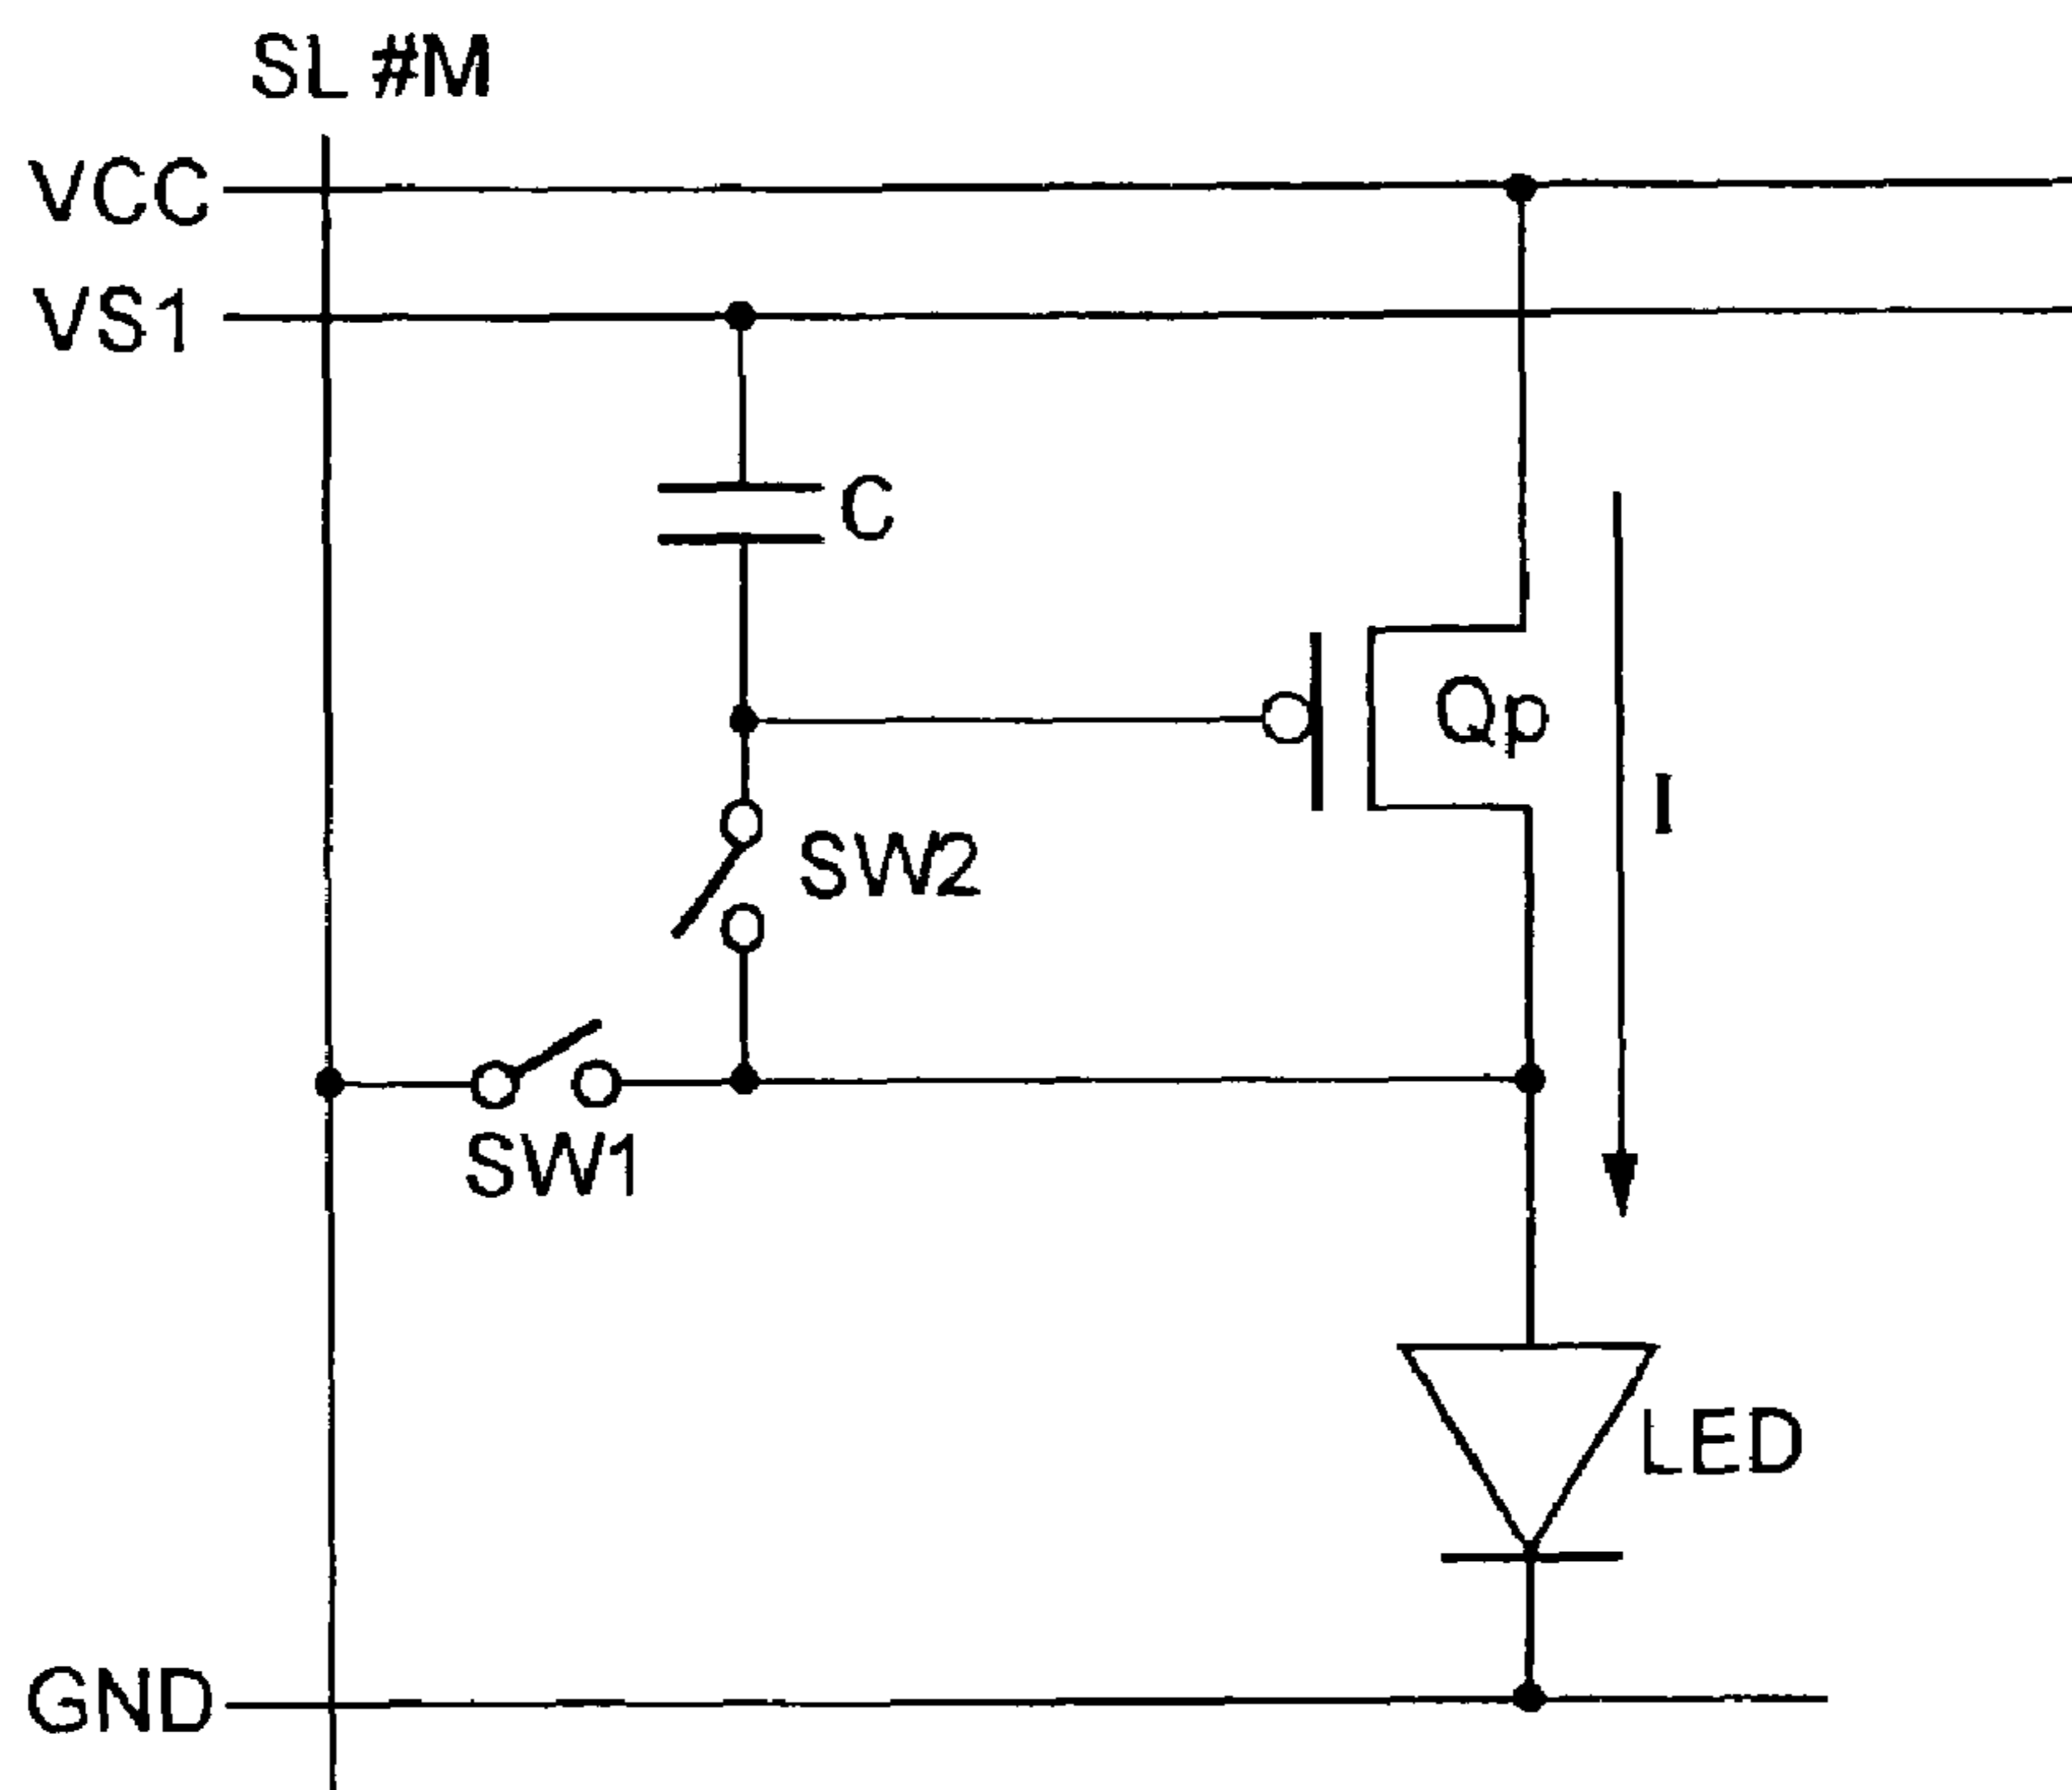 SL #M
VCC
VS1
C
Qp
I
SW2
SW1
LED
GND